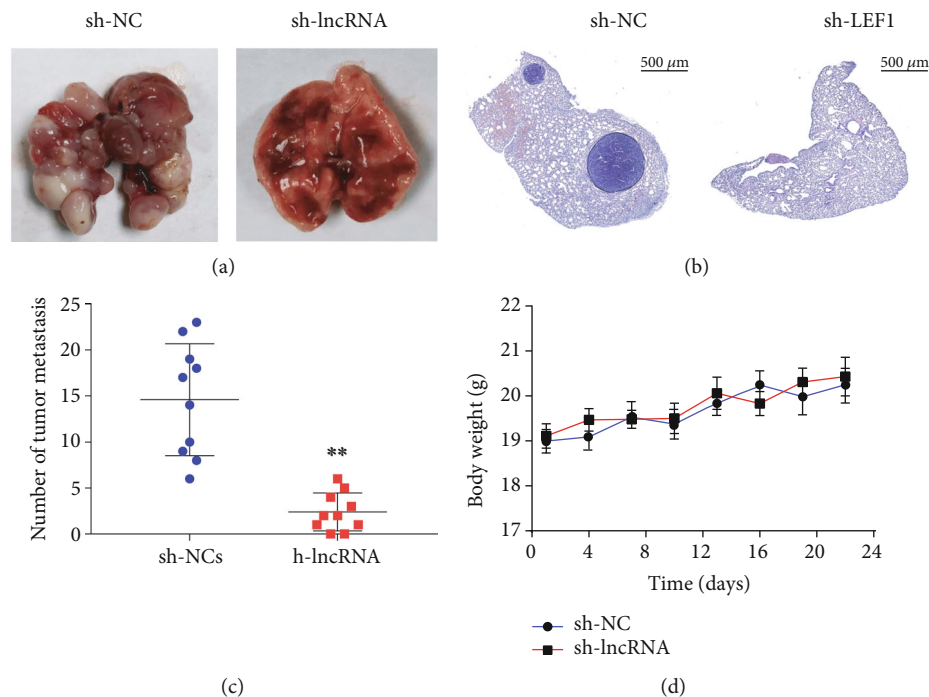 sh-NC
sh-lncRNA
(a)
sh-NC
sh-LEF1
500 μm
500 μm
(b)
Number of tumor metastasis
25
20
15
10
5
0
**
sh-NCs
h-lncRNA
(c)
Body weight (g)
22
21
20
19
18
17
0 4 8 12 16 20 24
Time (days)
sh-NC
sh-lncRNA
(d)